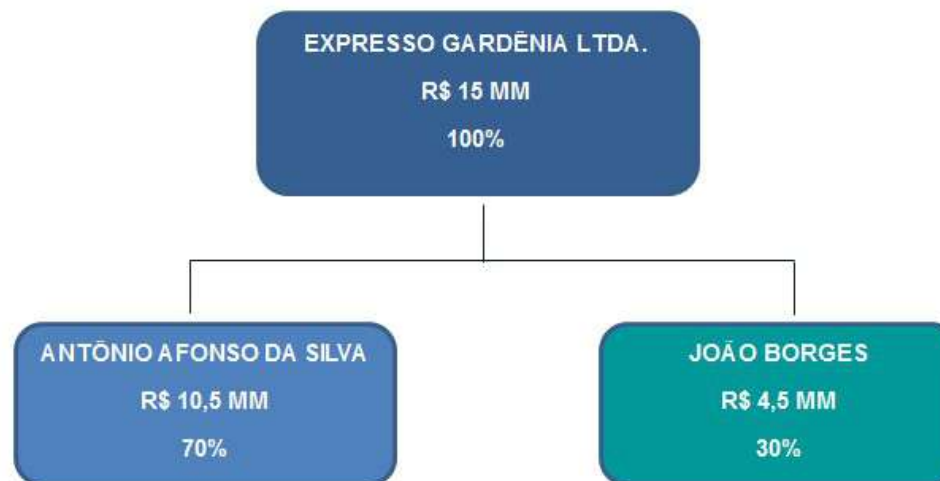 EXPRESSO GARDÊNIA LTDA.
R$ 15 MM
100%
ANTÔNIO AFONSO DA SILVA
R$ 10,5 MM
70%
JOÃO BORGES
R$ 4,5 MM
30%